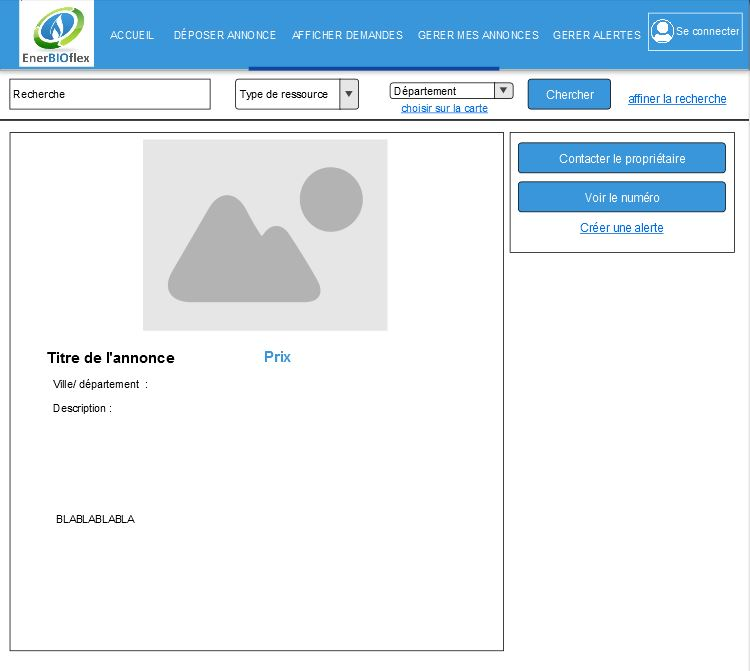 EnerBIOflex
ACCUEIL
DÉPOSER ANNONCE
AFFICHER DEMANDES
GERER MES ANNONCES
GERER ALERTES
Se connecter
Recherche
Type de ressource
Département
choisir sur la carte
Chercher
affiner la recherche
Contacter le propriétaire
Voir le numéro
Créer une alerte
Titre de l'annonce
Prix
Ville/ département :
Description :
BLABLABLABLA